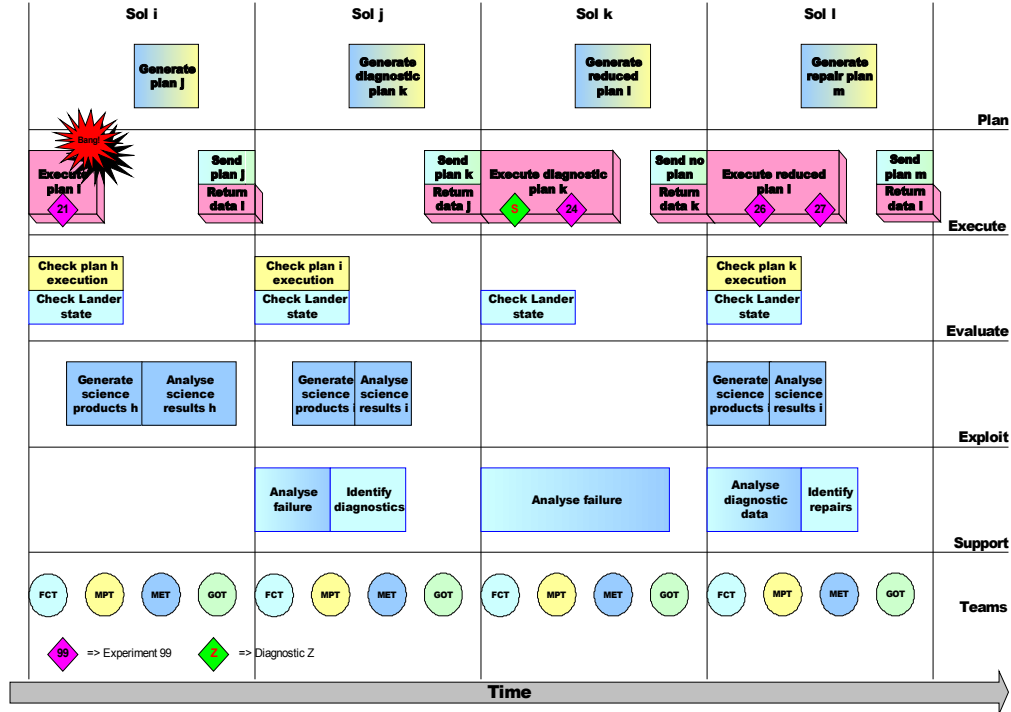 Sol i
Sol j
Sol k
Sol l
Generate
plan j
Generate
diagnostic
plan k
Generate
reduced
plan l
Generate
repair plan
m
Plan
Bang!
Execute
plan i
21
Send
plan j
Return
data i
Send
plan k
Return
data j
Execute diagnostic
plan k
S
24
Send no
plan
Return
data k
Execute reduced
plan l
26
27
Send
plan m
Return
data l
Execute
Check plan h
execution
Check Lander
state
Check plan i
execution
Check Lander
state
Check Lander
state
Check plan k
execution
Check Lander
state
Evaluate
Generate
science
products h
Analyse
science
results h
Generate
science
products i
Analyse
science
results i
Generate
science
products i
Analyse
science
results i
Exploit
Analyse
failure
Identify
diagnostics
Analyse failure
Analyse
diagnostic
data
Identify
repairs
Support
FCT
MPT
MET
GOT
FCT
MPT
MET
GOT
FCT
MPT
MET
GOT
FCT
MPT
MET
GOT
Teams
99
=> Experiment 99
Z
=> Diagnostic Z
Time